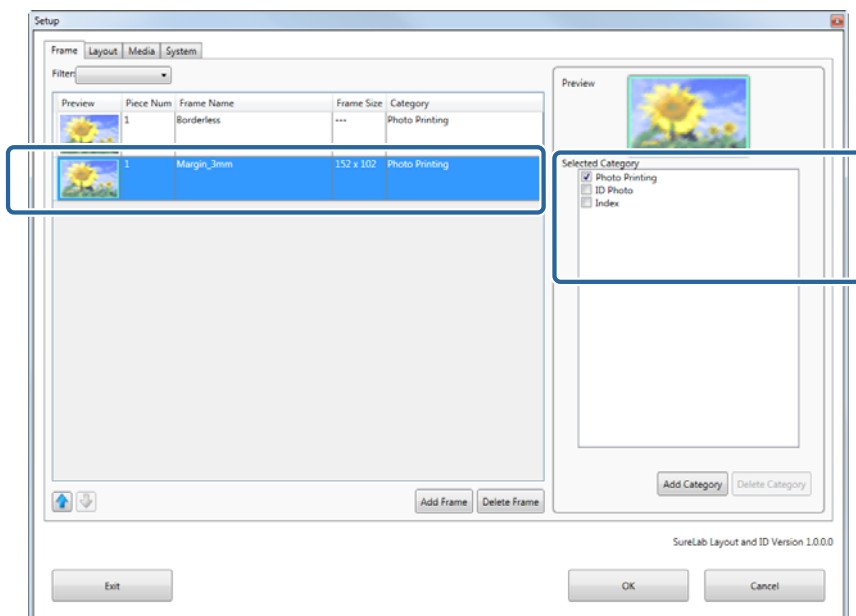 Setup
Frame Layout Media System
Filter:
Preview Piece Num Frame Name Frame Size Category
1 Borderless --- Photo Printing
1 Margin_3mm 152 x 102 Photo Printing
Add Frame Delete Frame
Preview
Selected Category
Photo Printing
ID Photo
Index
Add Category Delete Category
SureLab Layout and ID Version 1.0.0.0
Exit OK Cancel